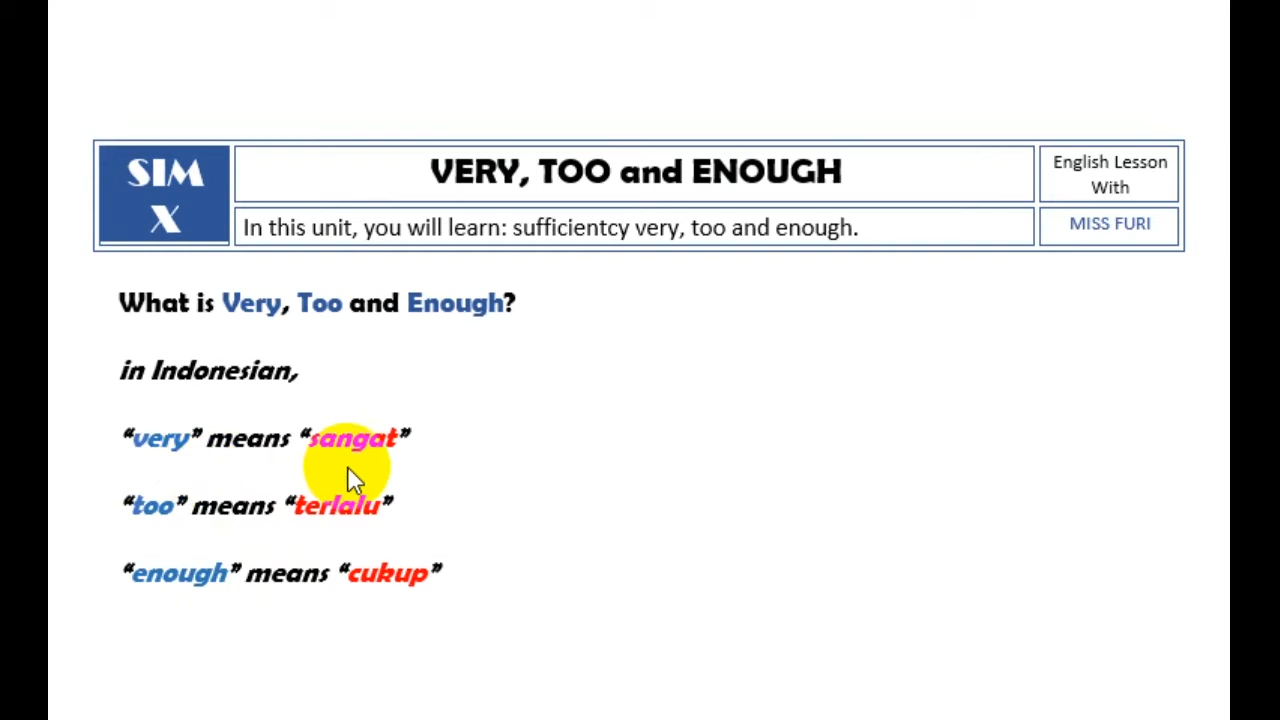 SIM
X
VERY, TOO and ENOUGH
In this unit, you will learn: sufficientcy very, too and enough.
English Lesson
With
MISS FURI
What is Very, Too and Enough?
in Indonesian,
“very” means “sangat”
“too” means “terlalu”
“enough” means “cukup”